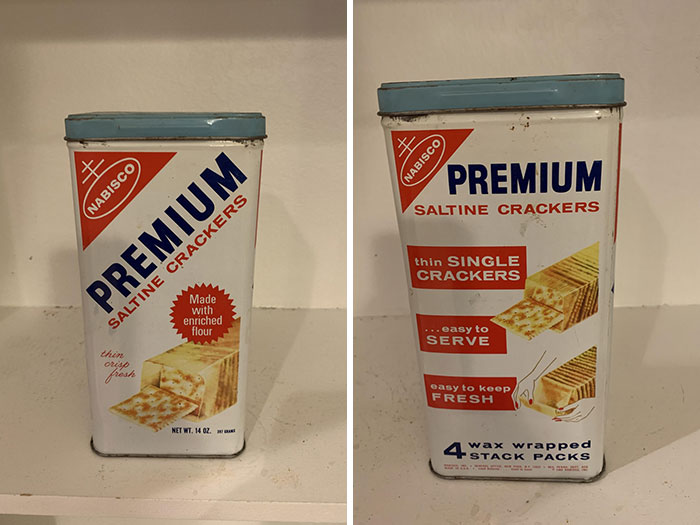 NABISCO
PREMIUM
SALTINE CRACKERS
Made
with
enriched
flour
thin
crisp
fresh
NET WT. 14 OZ.
NABISCO
PREMIUM
SALTINE CRACKERS
thin SINGLE
CRACKERS
...easy to
SERVE
easy to keep
FRESH
4 wax wrapped
STACK PACKS